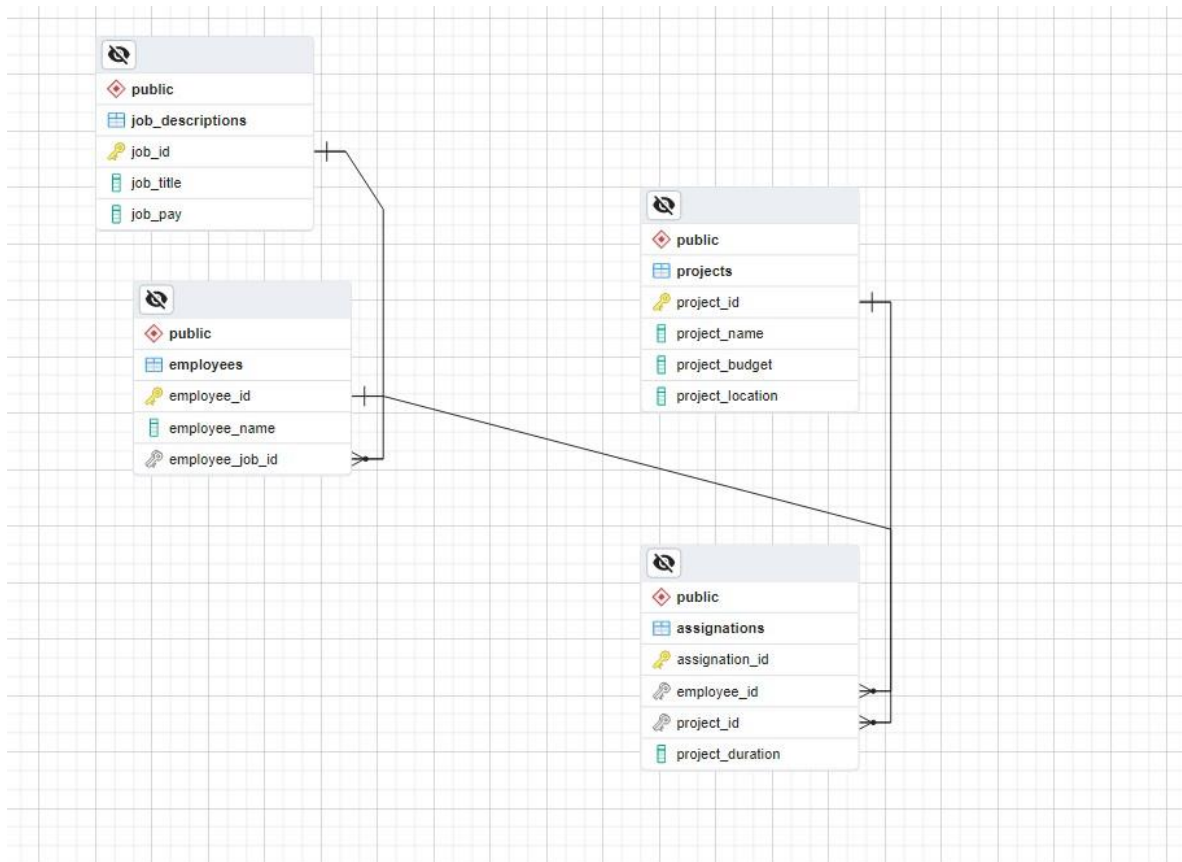 public
job_descriptions
job_id
job_title
job_pay
public
employees
employee_id
employee_name
employee_job_id
public
projects
project_id
project_name
project_budget
project_location
public
assignations
assignation_id
employee_id
project_id
project_duration